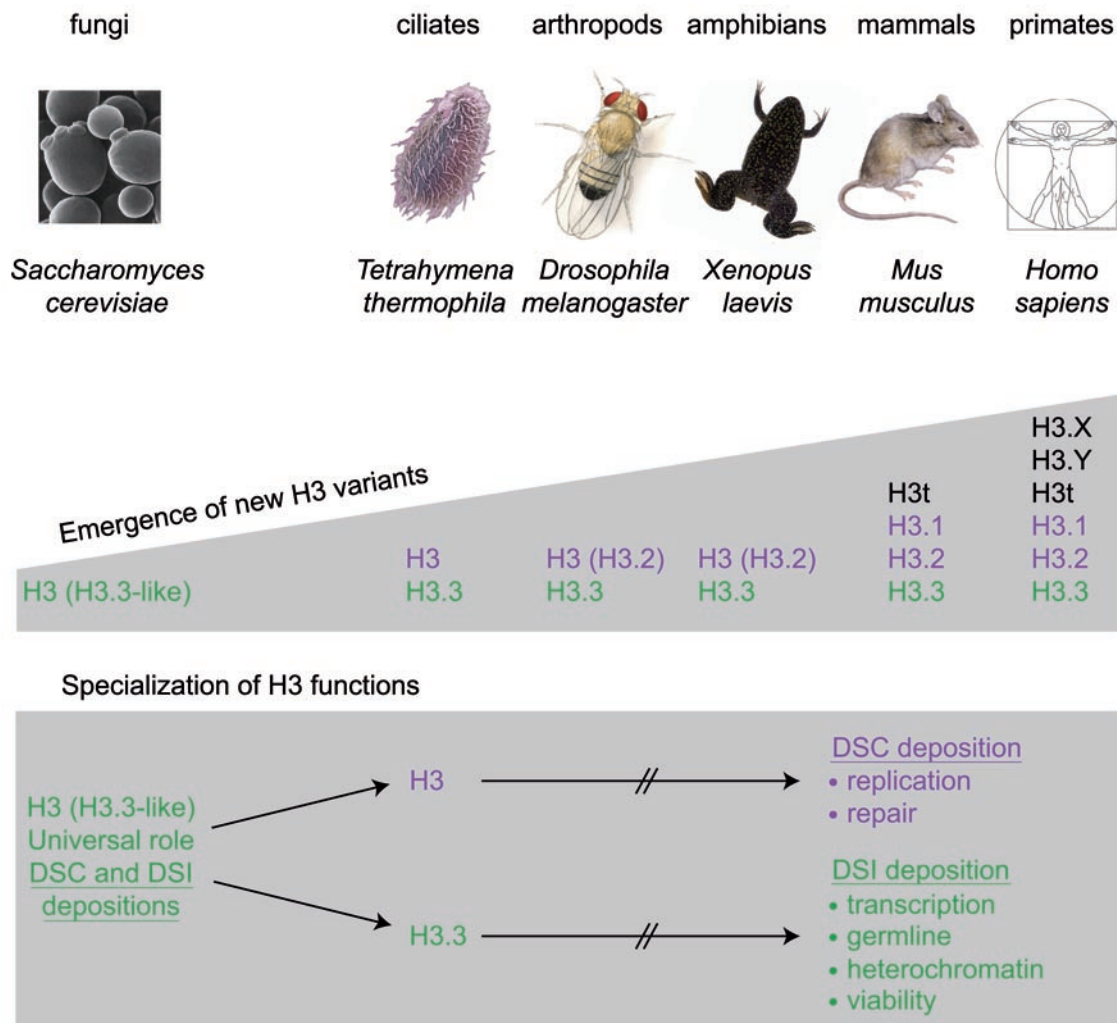 fungi
ciliates
arthropods
amphibians
mammals
primates
Saccharomyces
cerevisiae
Tetrahymena
thermophila
Drosophila
melanogaster
Xenopus
laevis
Mus
musculus
Homo
sapiens
Emergence of new H3 variants
H3 (H3.3-like)
H3
H3.3
H3 (H3.2)
H3.3
H3 (H3.2)
H3.3
H3t
H3.1
H3.2
H3.3
H3.X
H3.Y
H3t
H3.1
H3.2
H3.3
Specialization of H3 functions
H3 (H3.3-like)
Universal role
DSC and DSI
depositions
H3
H3.3
DSC deposition
• replication
• repair
DSI deposition
• transcription
• germline
• heterochromatin
• viability